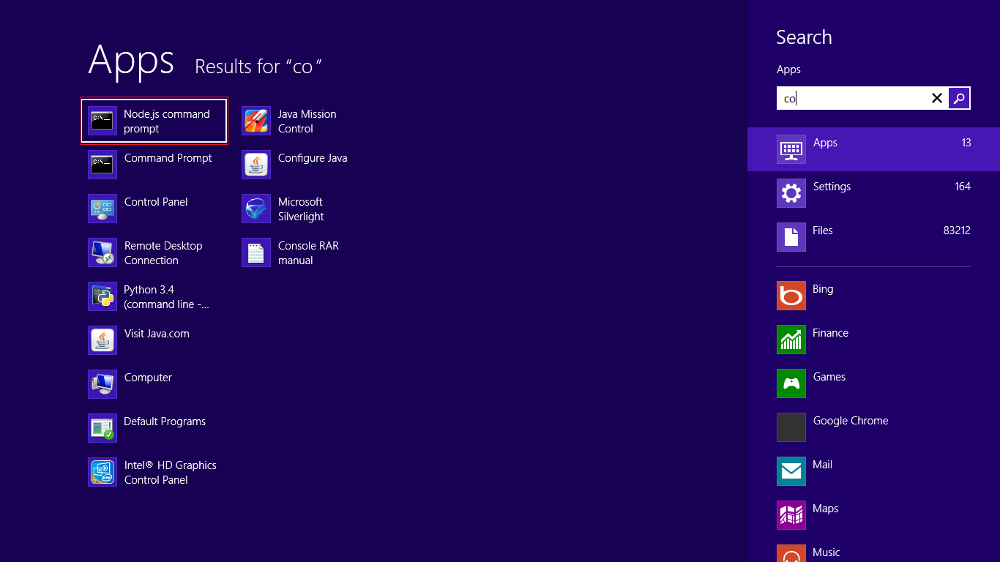 Apps Results for “co”
Node.js command
prompt
Command Prompt
Control Panel
Remote Desktop
Connection
Python 3.4
(command line -...
Visit Java.com
Computer
Default Programs
Intel® HD Graphics
Control Panel
Java Mission
Control
Configure Java
Microsoft
Silverlight
Console RAR
manual
Search
Apps
co
Apps 13
Settings 164
Files 83212
Bing
Finance
Games
Google Chrome
Mail
Maps
Music